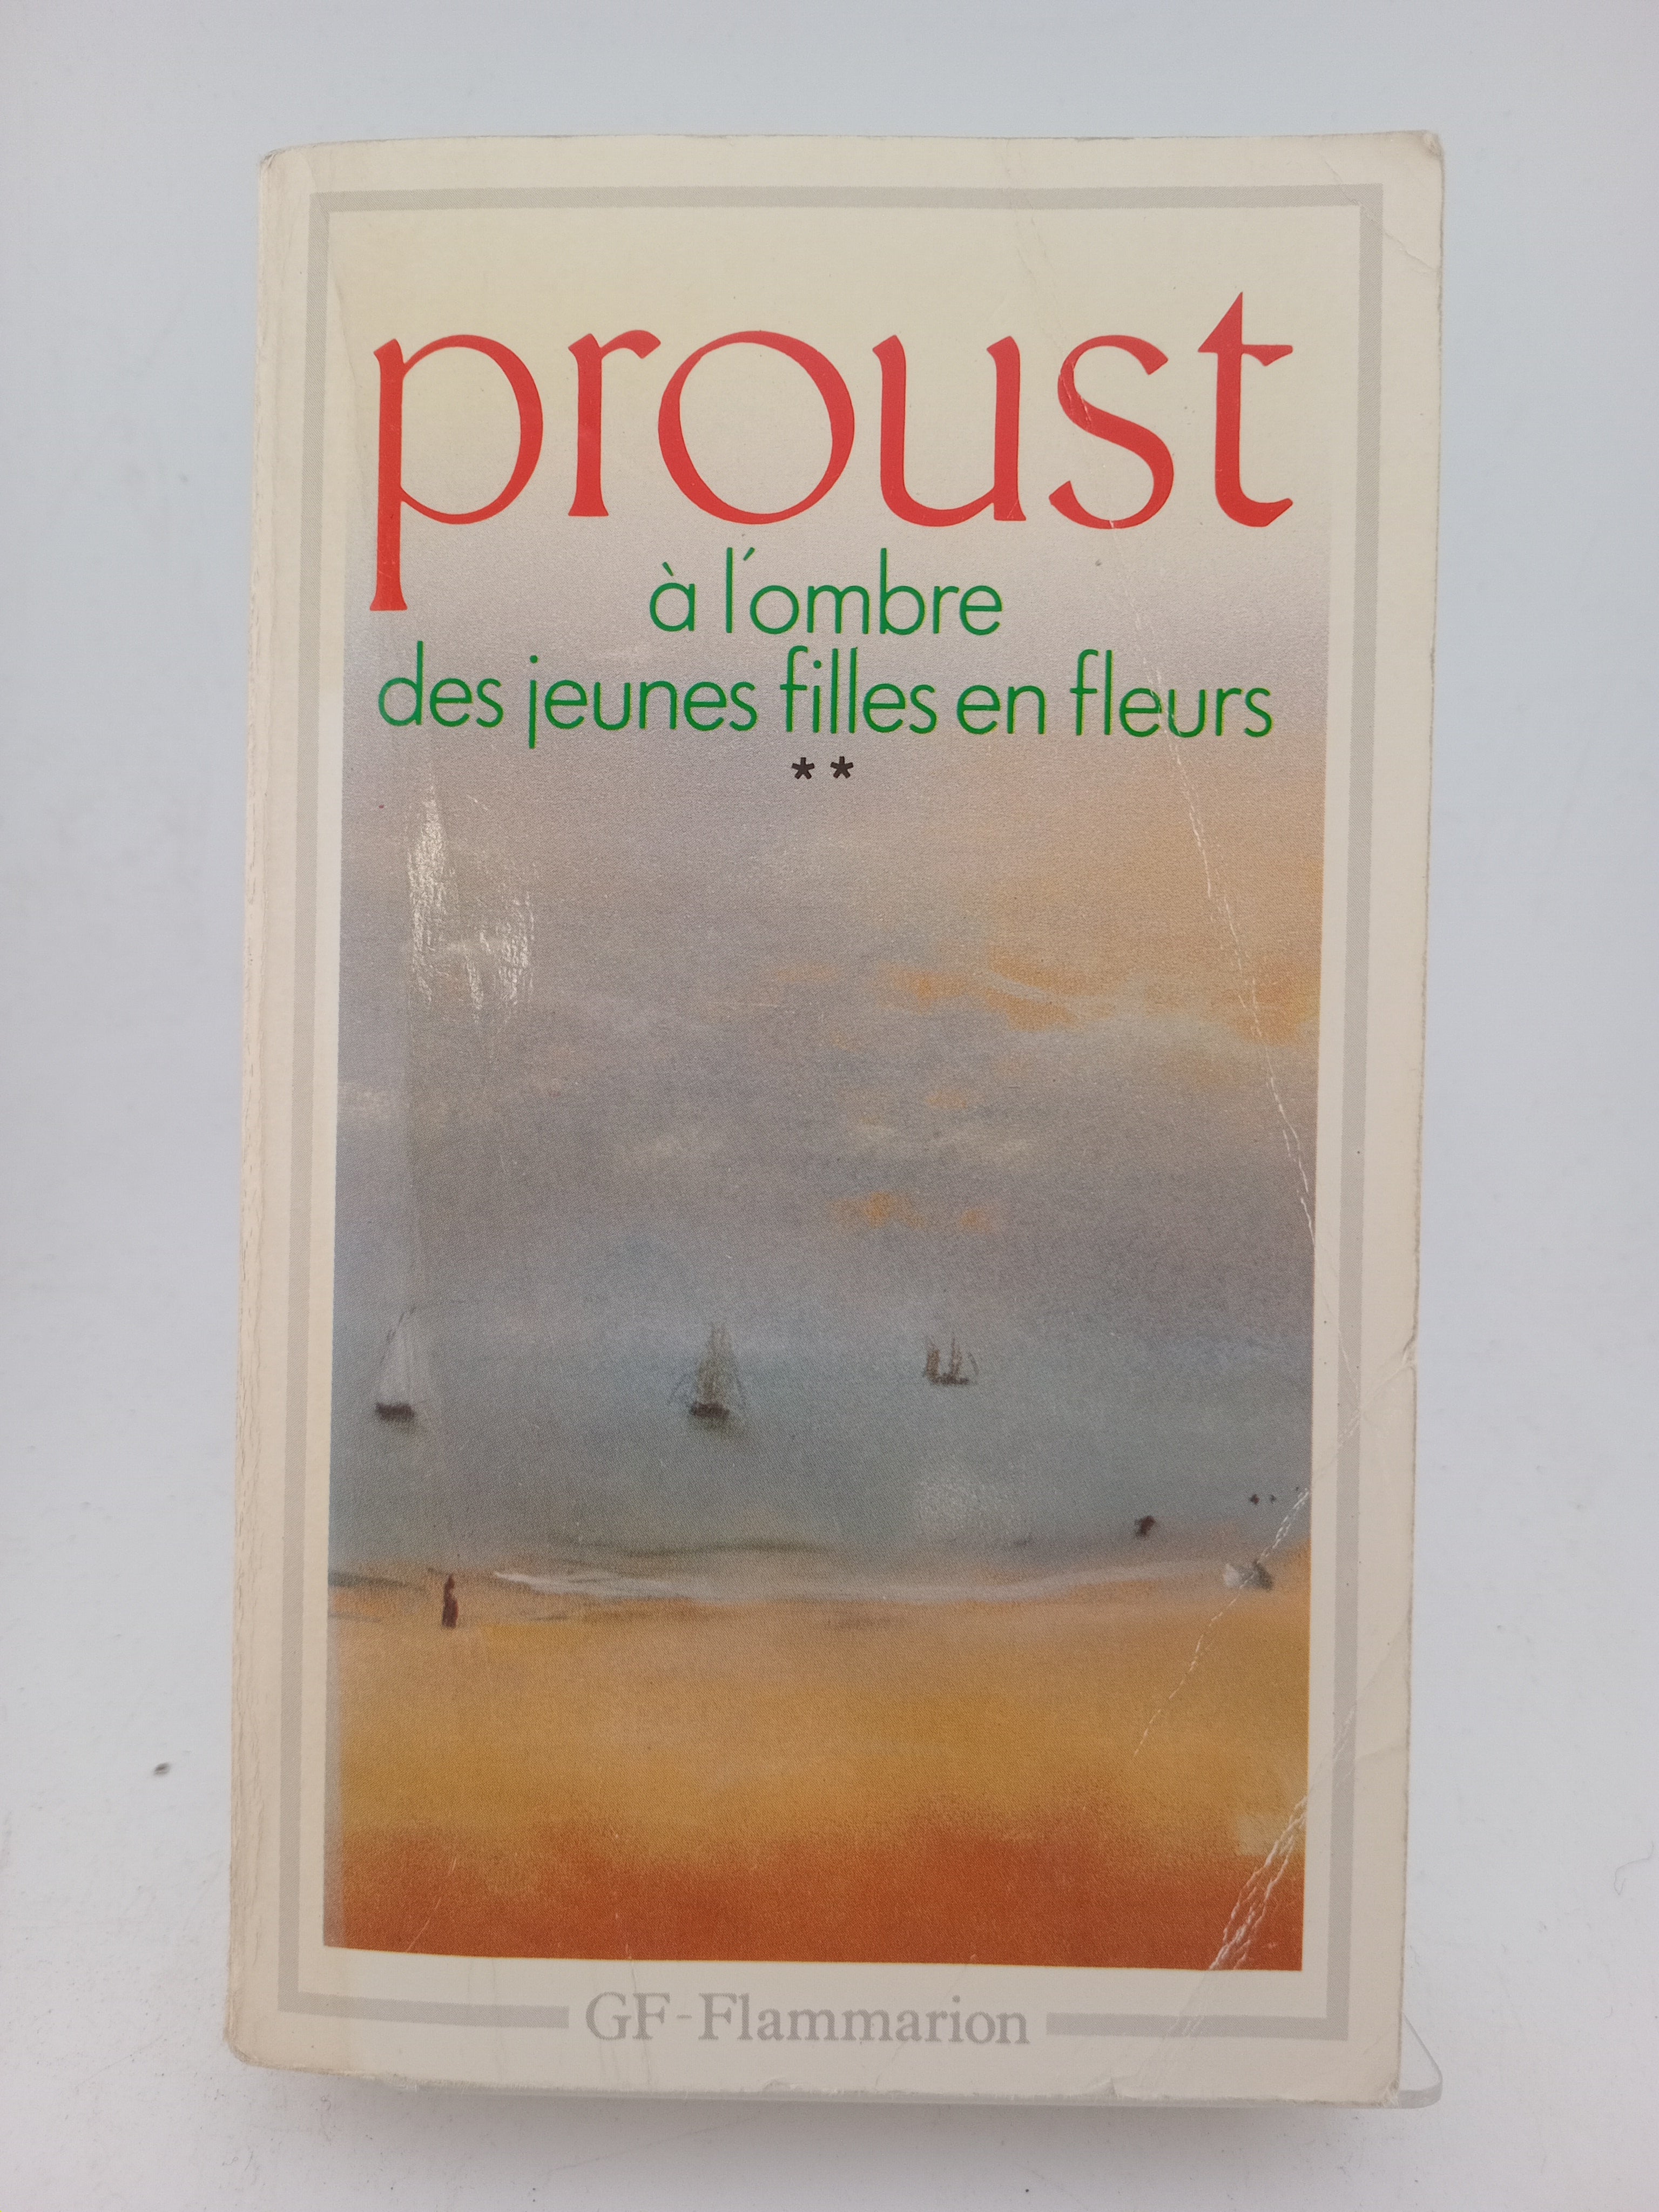 proust
à l'ombre
des jeunes filles en fleurs
* *
GF-Flammarion